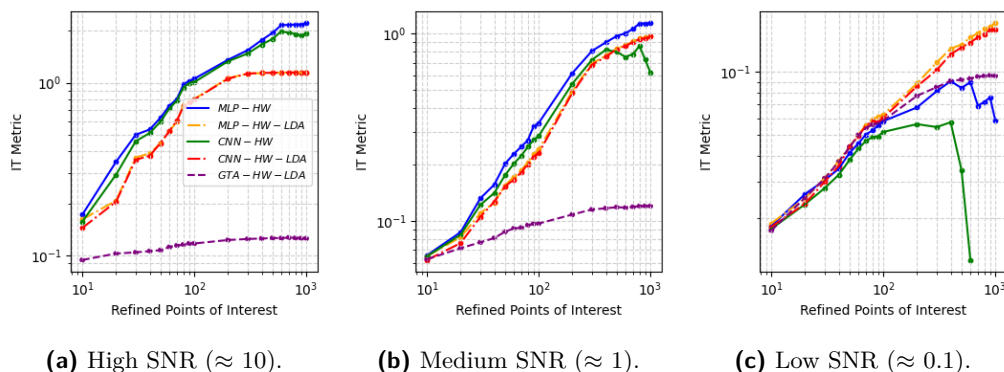 IT Metric
10⁰
10⁻¹
MLP − HW
MLP − HW − LDA
CNN − HW
CNN − HW − LDA
GTA − HW − LDA
10¹
10²
10³
Refined Points of Interest
(a) High SNR (≈ 10).
IT Metric
10⁰
10⁻¹
10¹
10²
10³
Refined Points of Interest
(b) Medium SNR (≈ 1).
IT Metric
10⁻¹
10¹
10²
10³
Refined Points of Interest
(c) Low SNR (≈ 0.1).